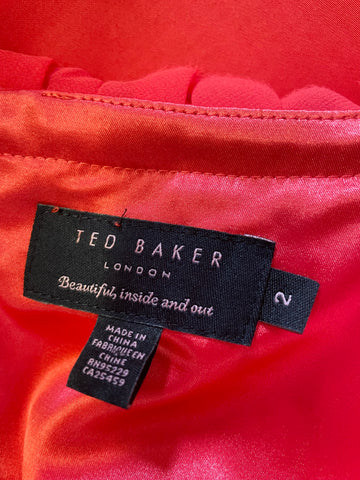 TED BAKER
LONDON
Beautiful, inside and out
2
MADE IN
CHINA
FABRIQUE EN
CHINE
RN95229
CA25459